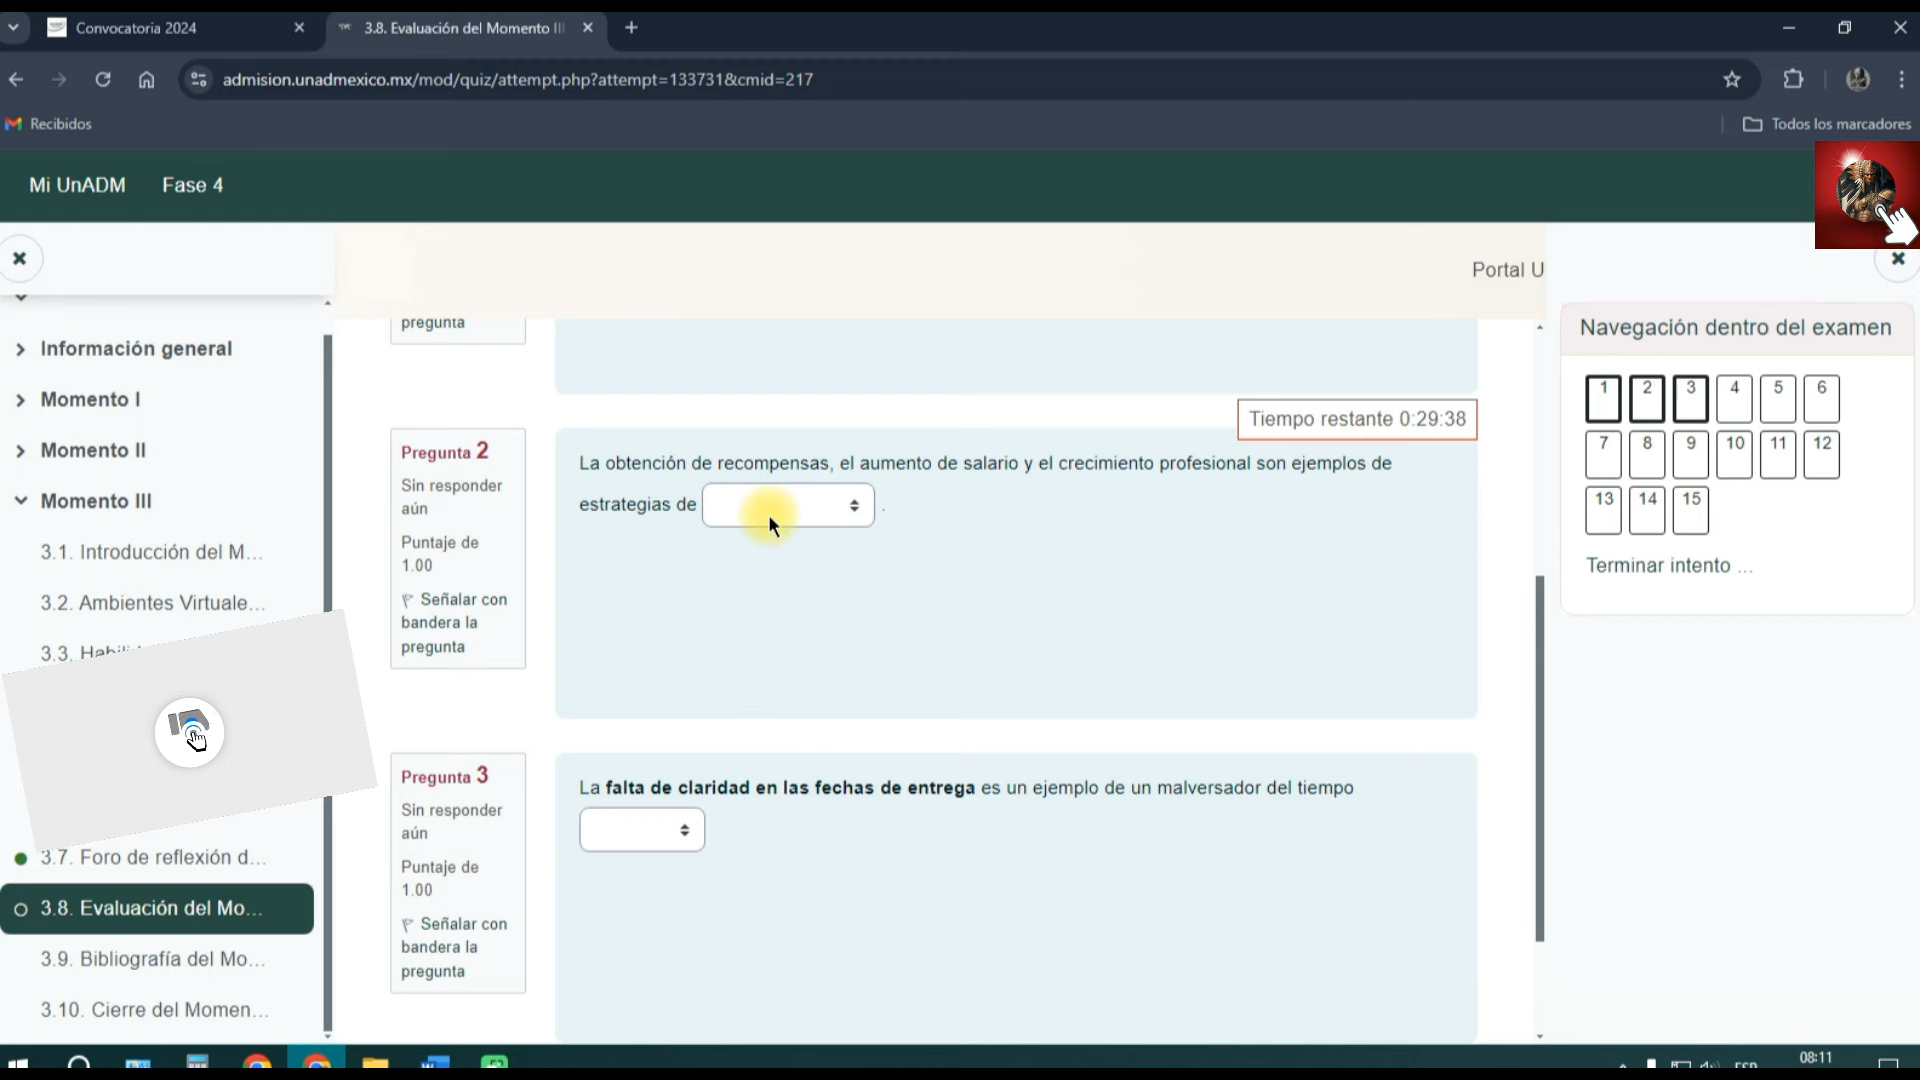 Convocatoria 2024
3.8. Evaluación del Momento III
admision.unadmexico.mx/mod/quiz/attempt.php?attempt=133731&cmid=217
Recibidos
Todos los marcadores
Mi UnADM Fase 4
Portal U
Información general
Momento I
Momento II
Momento III
3.1. Introducción del M...
3.2. Ambientes Virtuale...
3.3.
3.7. Foro de reflexión d...
3.8. Evaluación del Mo...
3.9. Bibliografía del Mo...
3.10. Cierre del Momen...
pregunta
Tiempo restante 0:29:38
Pregunta 2
Sin responder
aún
Puntaje de
1.00
Señalar con
bandera la
pregunta
La obtención de recompensas, el aumento de salario y el crecimiento profesional son ejemplos de
estrategias de .
Pregunta 3
Sin responder
aún
Puntaje de
1.00
Señalar con
bandera la
pregunta
La falta de claridad en las fechas de entrega es un ejemplo de un malversador del tiempo
Navegación dentro del examen
1 2 3 4 5 6
7 8 9 10 11 12
13 14 15
Terminar intento ...
ESP
08:11